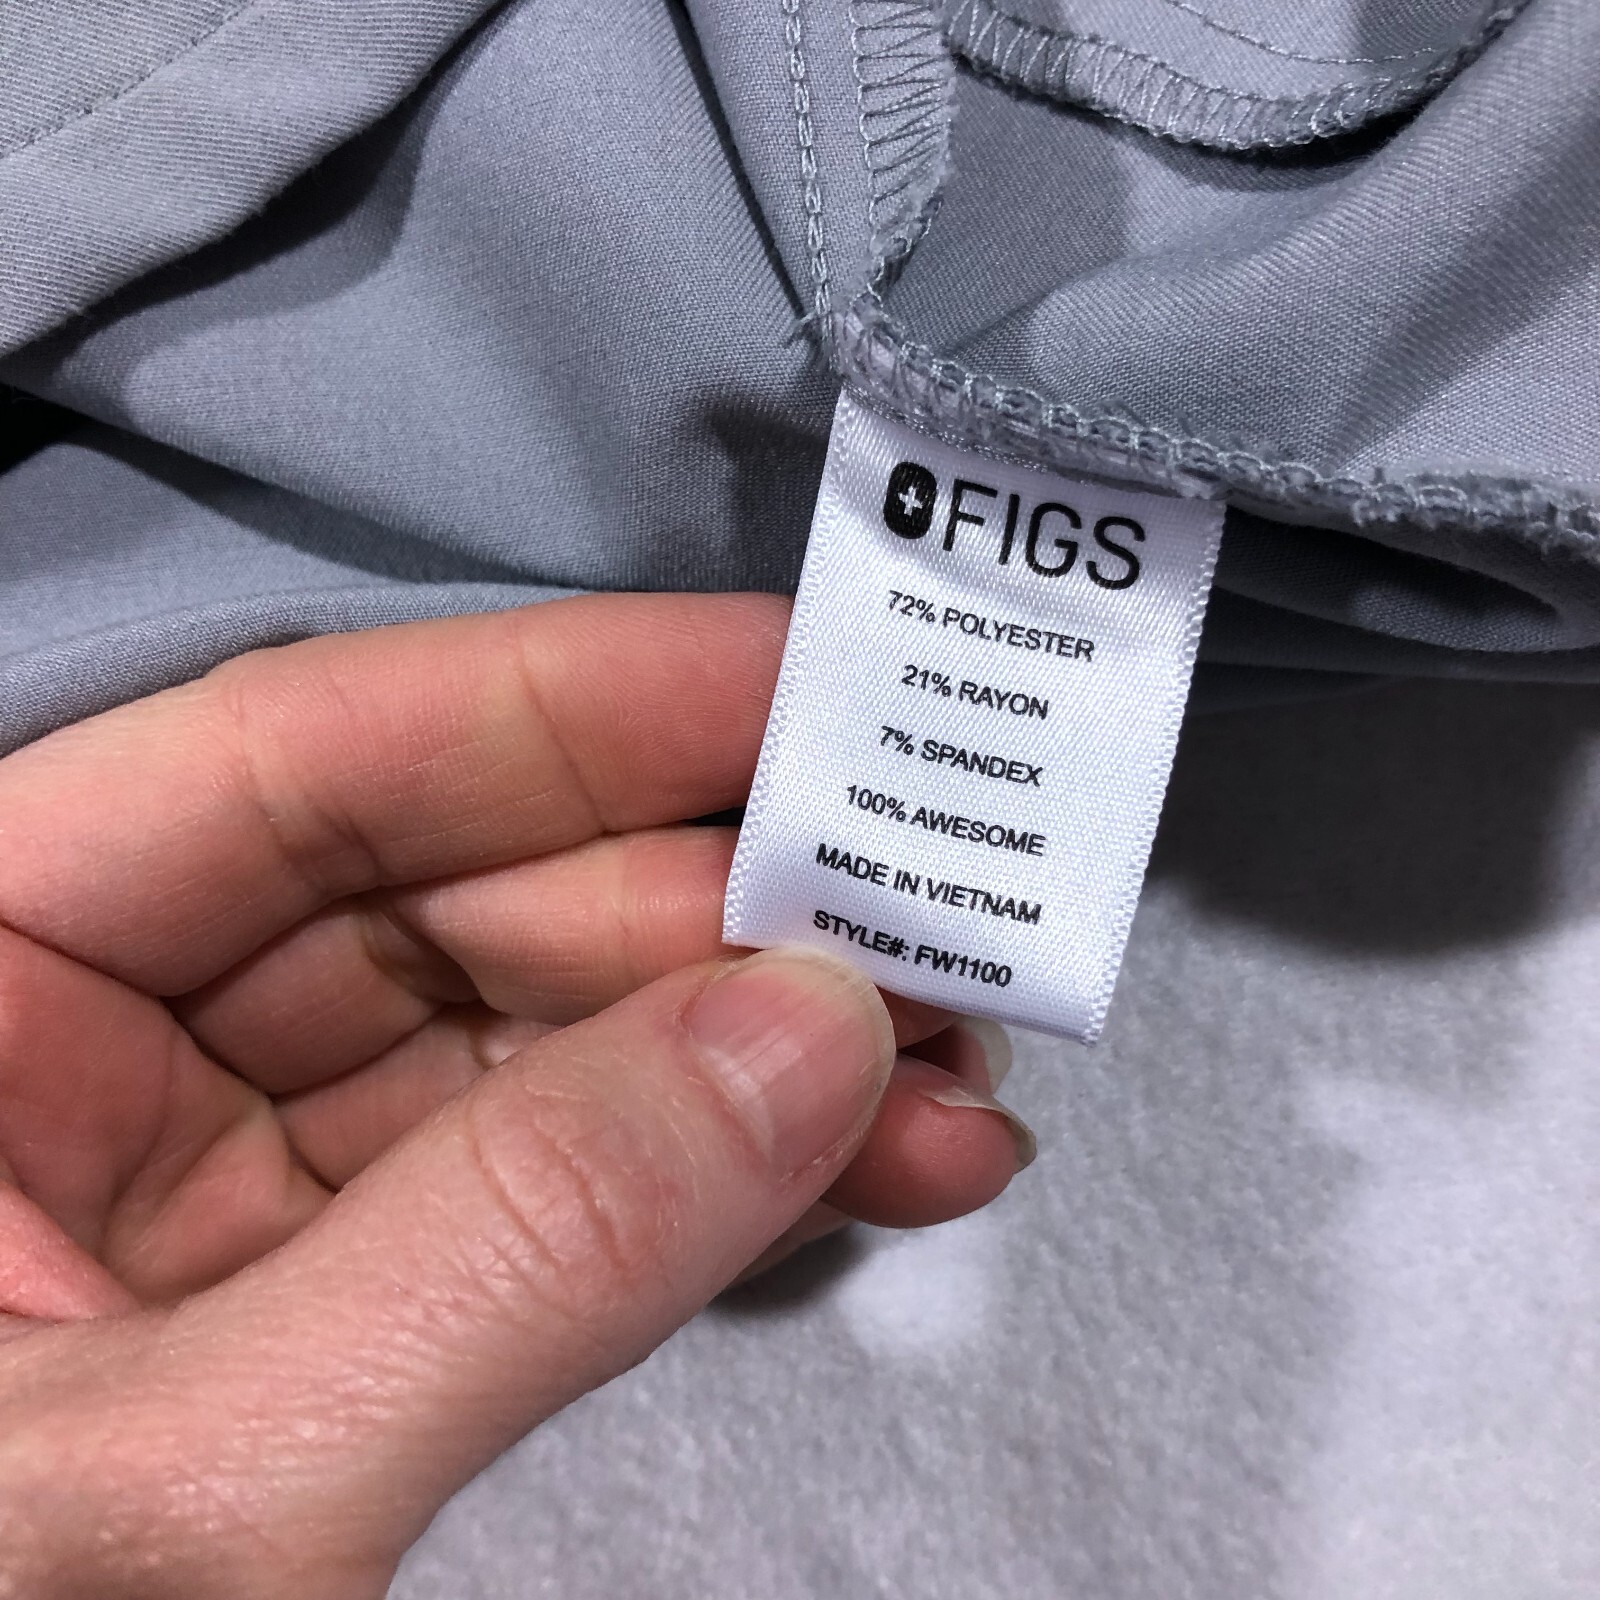 FIGS
72% POLYESTER
21% RAYON
7% SPANDEX
100% AWESOME
MADE IN VIETNAM
STYLE#: FW1100